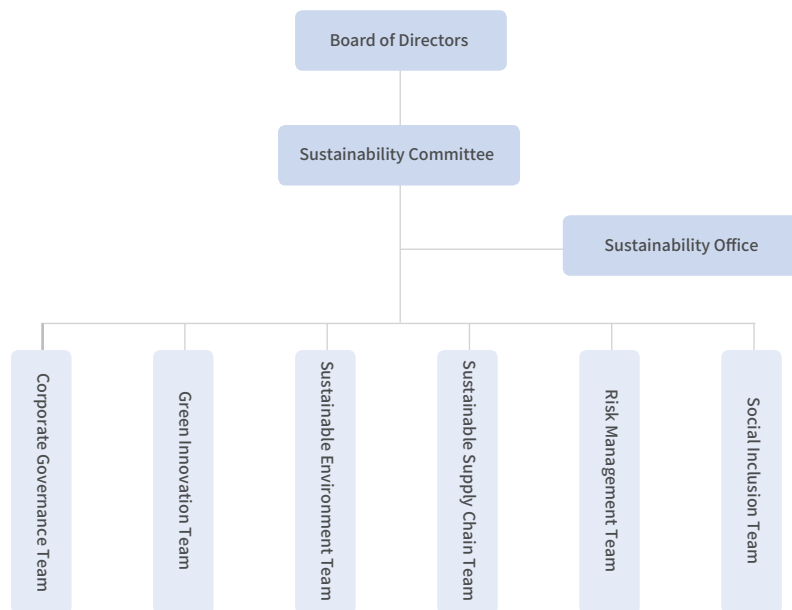 Board of Directors
Sustainability Committee
Sustainability Office
Corporate Governance Team
Green Innovation Team
Sustainable Environment Team
Sustainable Supply Chain Team
Risk Management Team
Social Inclusion Team